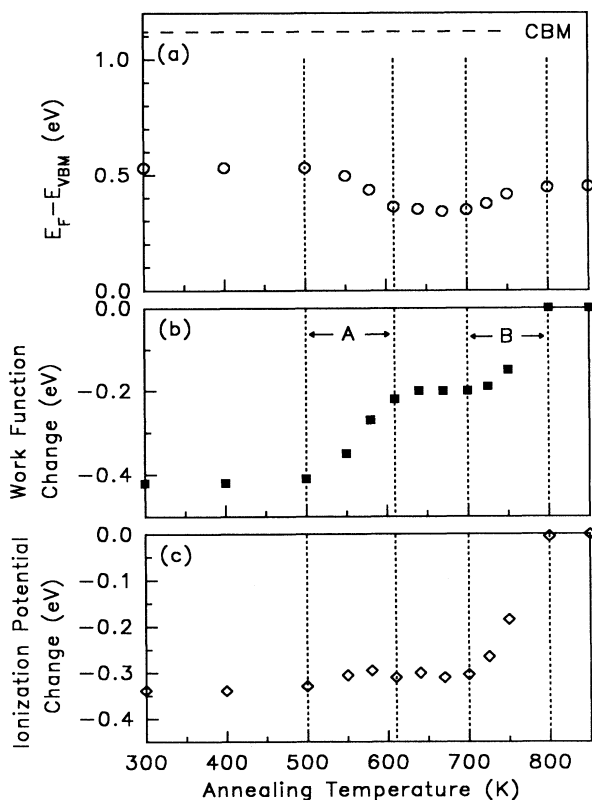 CBM
(a)
1.0
0.5
0.0
E_F−E_VBM (eV)
(b)
A
B
0.0
−0.2
−0.4
Work Function
Change (eV)
(c)
0.0
−0.1
−0.2
−0.3
−0.4
Ionization Potential
Change (eV)
300 400 500 600 700 800
Annealing Temperature (K)